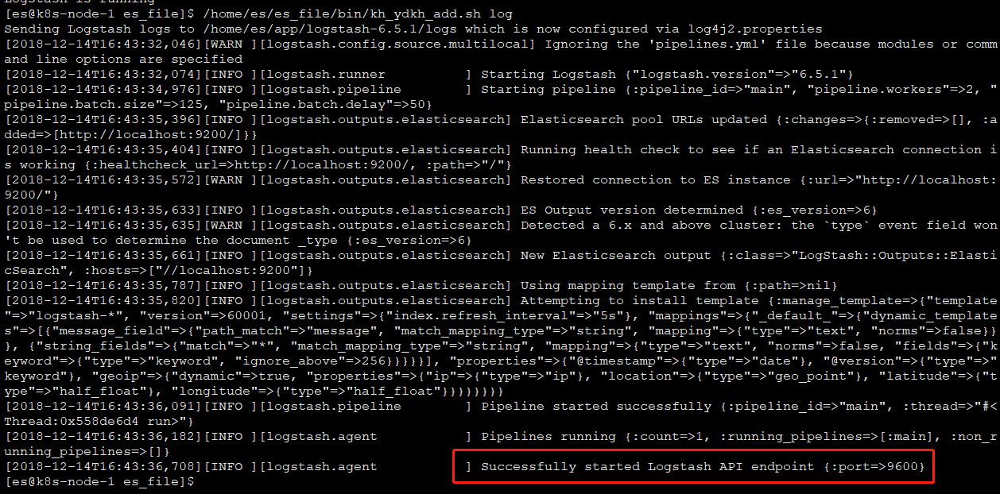 Logstash is running
[es@k8s-node-1 es_file]$ /home/es/es_file/bin/kh_ydkh_add.sh log
Sending Logstash logs to /home/es/app/logstash-6.5.1/logs which is now configured via log4j2.properties
[2018-12-14T16:43:32,046][WARN ][logstash.config.source.multilocal] Ignoring the 'pipelines.yml' file because modules or comm
and line options are specified
[2018-12-14T16:43:32,074][INFO ][logstash.runner          ] Starting Logstash {"logstash.version"=>"6.5.1"}
[2018-12-14T16:43:34,976][INFO ][logstash.pipeline        ] Starting pipeline {:pipeline_id=>"main", "pipeline.workers"=>2, "
pipeline.batch.size"=>125, "pipeline.batch.delay"=>50}
[2018-12-14T16:43:35,396][INFO ][logstash.outputs.elasticsearch] Elasticsearch pool URLs updated {:changes=>{:removed=>[], :a
dded=>[http://localhost:9200/]}}
[2018-12-14T16:43:35,404][INFO ][logstash.outputs.elasticsearch] Running health check to see if an Elasticsearch connection i
s working {:healthcheck_url=>http://localhost:9200/, :path=>"/"}
[2018-12-14T16:43:35,572][WARN ][logstash.outputs.elasticsearch] Restored connection to ES instance {:url=>"http://localhost:
9200/"}
[2018-12-14T16:43:35,633][INFO ][logstash.outputs.elasticsearch] ES Output version determined {:es_version=>6}
[2018-12-14T16:43:35,635][WARN ][logstash.outputs.elasticsearch] Detected a 6.x and above cluster: the `type` event field won
't be used to determine the document _type {:es_version=>6}
[2018-12-14T16:43:35,661][INFO ][logstash.outputs.elasticsearch] New Elasticsearch output {:class=>"LogStash::Outputs::Elasti
cSearch", :hosts=>["//localhost:9200"]}
[2018-12-14T16:43:35,787][INFO ][logstash.outputs.elasticsearch] Using mapping template from {:path=>nil}
[2018-12-14T16:43:35,820][INFO ][logstash.outputs.elasticsearch] Attempting to install template {:manage_template=>{"template
"=>"logstash-*", "version"=>60001, "settings"=>{"index.refresh_interval"=>"5s"}, "mappings"=>{"_default_"=>{"dynamic_template
s"=>[{"message_field"=>{"path_match"=>"message", "match_mapping_type"=>"string", "mapping"=>{"type"=>"text", "norms"=>false}}
}, {"string_fields"=>{"match"=>"*", "match_mapping_type"=>"string", "mapping"=>{"type"=>"text", "norms"=>false, "fields"=>{"k
eyword"=>{"type"=>"keyword", "ignore_above"=>256}}}}}], "properties"=>{"@timestamp"=>{"type"=>"date"}, "@version"=>{"type"=>"
keyword"}, "geoip"=>{"dynamic"=>true, "properties"=>{"ip"=>{"type"=>"ip"}, "location"=>{"type"=>"geo_point"}, "latitude"=>{"t
ype"=>"half_float"}, "longitude"=>{"type"=>"half_float"}}}}}}}}
[2018-12-14T16:43:36,091][INFO ][logstash.pipeline        ] Pipeline started successfully {:pipeline_id=>"main", :thread=>"#<
Thread:0x558de6d4 run>"}
[2018-12-14T16:43:36,182][INFO ][logstash.agent           ] Pipelines running {:count=>1, :running_pipelines=>[:main], :non_r
unning_pipelines=>[]}
[2018-12-14T16:43:36,708][INFO ][logstash.agent           ] Successfully started Logstash API endpoint {:port=>9600}
[es@k8s-node-1 es_file]$